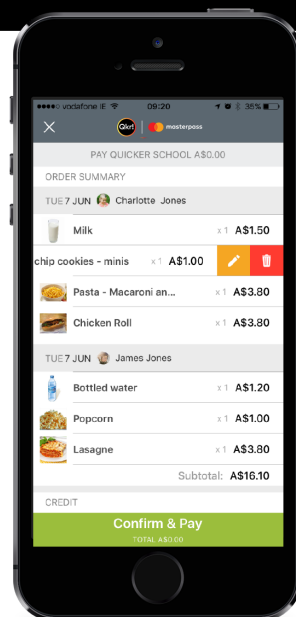 vodafone IE 09:20 35%
Qkr! masterpass
PAY QUICKER SCHOOL A$0.00
ORDER SUMMARY
TUE 7 JUN Charlotte Jones
Milk x 1 A$1.50
chip cookies - minis x 1 A$1.00
Pasta - Macaroni an... x 1 A$3.80
Chicken Roll x 1 A$3.80
TUE 7 JUN James Jones
Bottled water x 1 A$1.20
Popcorn x 1 A$1.00
Lasagne x 1 A$3.80
Subtotal: A$16.10
CREDIT
Confirm & Pay
TOTAL A$0.00